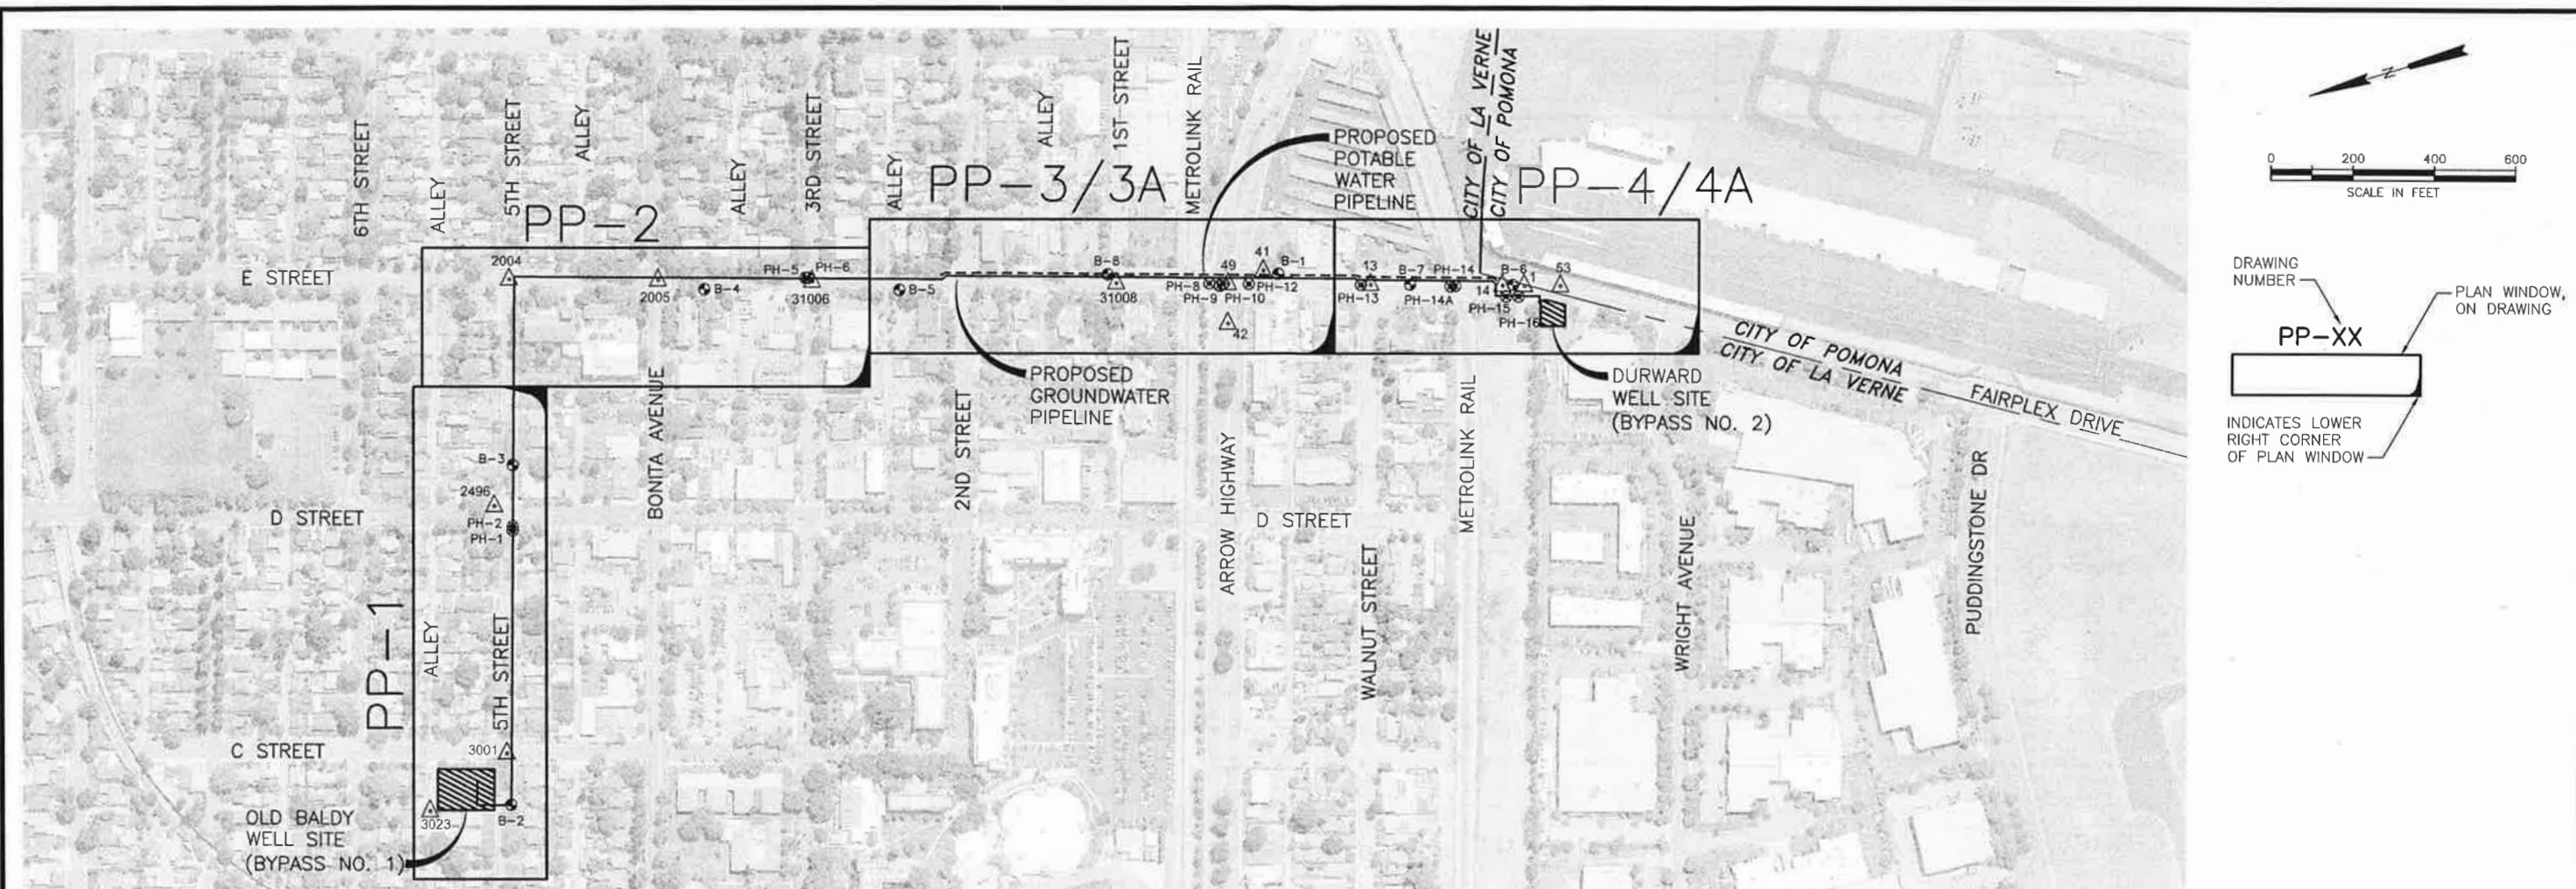 6TH STREET
ALLEY
5TH STREET
ALLEY
ALLEY
3RD STREET
ALLEY
ALLEY
1ST STREET
METROLINK RAIL
CITY OF LA VERNE
CITY OF POMONA
PP-2
PP-3/3A
PP-4/4A
PROPOSED
POTABLE
WATER
PIPELINE
E STREET
2004
2005
B-4
PH-5
PH-6
31006
B-5
B-8
31008
PH-8
PH-9
49
PH-10
41
B-1
PH-12
42
13
PH-13
B-7
PH-14
PH-14A
14
B-6
1
53
PH-15
PH-16
PROPOSED
GROUNDWATER
PIPELINE
DURWARD
WELL SITE
(BYPASS NO. 2)
CITY OF POMONA
CITY OF LA VERNE
FAIRPLEX DRIVE
BONITA AVENUE
2ND STREET
ARROW HIGHWAY
D STREET
WALNUT STREET
METROLINK RAIL
WRIGHT AVENUE
PUDDINGSTONE DR
D STREET
B-3
2496
PH-2
PH-1
PP-1
ALLEY
5TH STREET
C STREET
3001
3023
B-2
OLD BALDY
WELL SITE
(BYPASS NO. 1)
N
0 200 400 600
SCALE IN FEET
DRAWING
NUMBER
PP-XX
PLAN WINDOW,
ON DRAWING
INDICATES LOWER
RIGHT CORNER
OF PLAN WINDOW